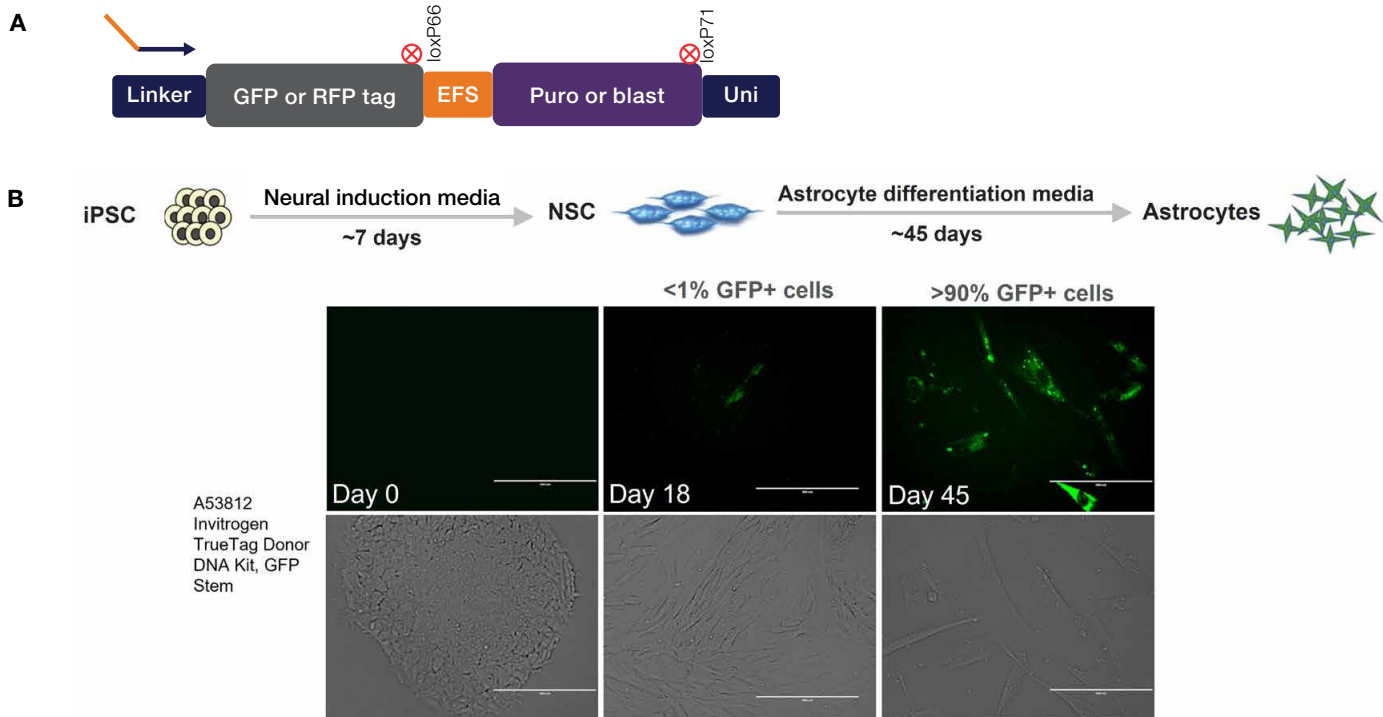 A
loxP66
loxP71
Linker
GFP or RFP tag
EFS
Puro or blast
Uni
B
iPSC
Neural induction media
~7 days
NSC
Astrocyte differentiation media
~45 days
Astrocytes
<1% GFP+ cells
>90% GFP+ cells
Day 0
Day 18
Day 45
A53812
Invitrogen
TrueTag Donor
DNA Kit, GFP
Stem